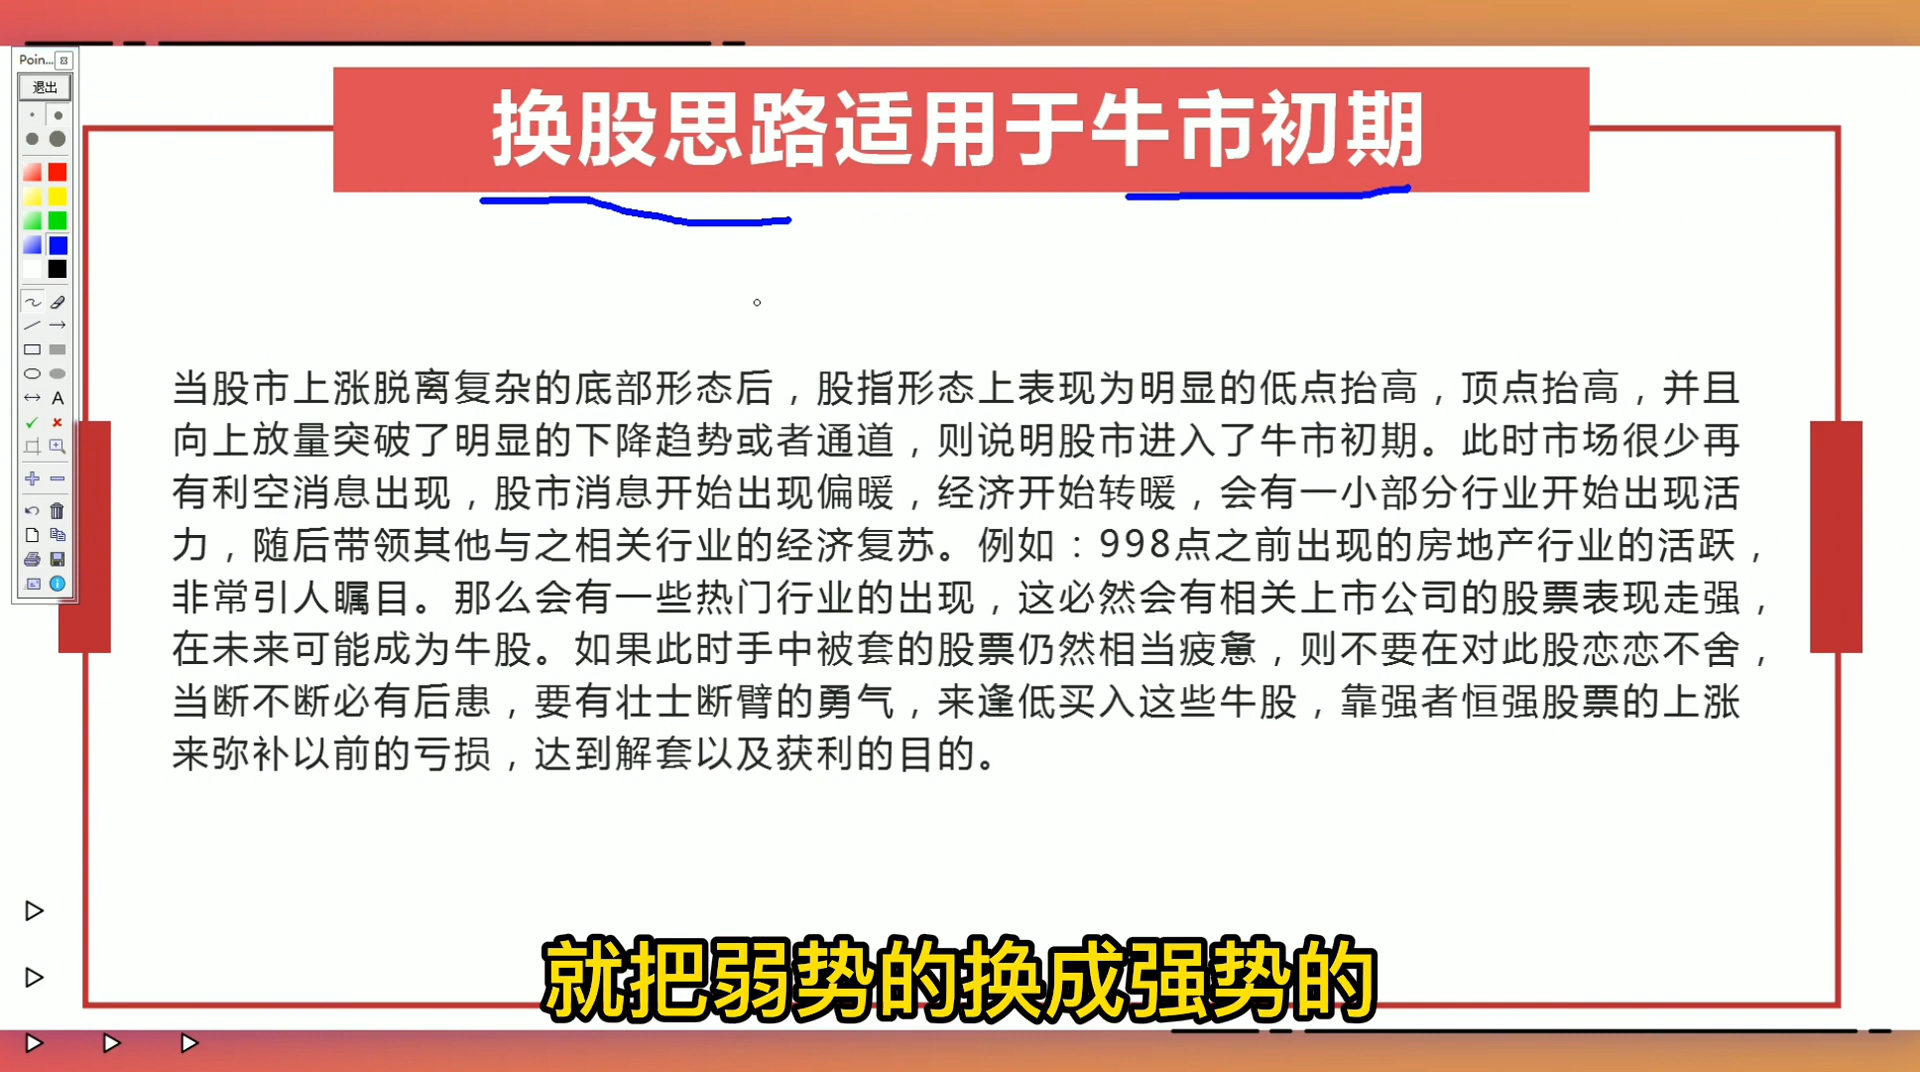 Poin...
退出
A
换股思路适用于牛市初期
当股市上涨脱离复杂的底部形态后，股指形态上表现为明显的低点抬高，顶点抬高，并且
向上放量突破了明显的下降趋势或者通道，则说明股市进入了牛市初期。此时市场很少再
有利空消息出现，股市消息开始出现偏暖，经济开始转暖，会有一小部分行业开始出现活
力，随后带领其他与之相关行业的经济复苏。例如：998点之前出现的房地产行业的活跃，
非常引人瞩目。那么会有一些热门行业的出现，这必然会有相关上市公司的股票表现走强，
在未来可能成为牛股。如果此时手中被套的股票仍然相当疲惫，则不要在对此股恋恋不舍，
当断不断必有后患，要有壮士断臂的勇气，来逢低买入这些牛股，靠强者恒强股票的上涨
来弥补以前的亏损，达到解套以及获利的目的。
就把弱势的换成强势的